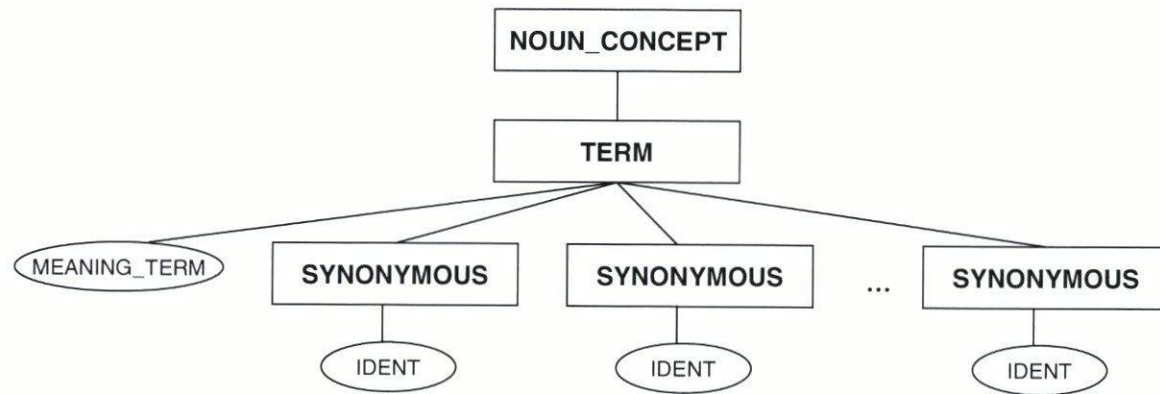 NOUN_CONCEPT
TERM
MEANING_TERM
SYNONYMOUS
SYNONYMOUS
...
SYNONYMOUS
IDENT
IDENT
IDENT